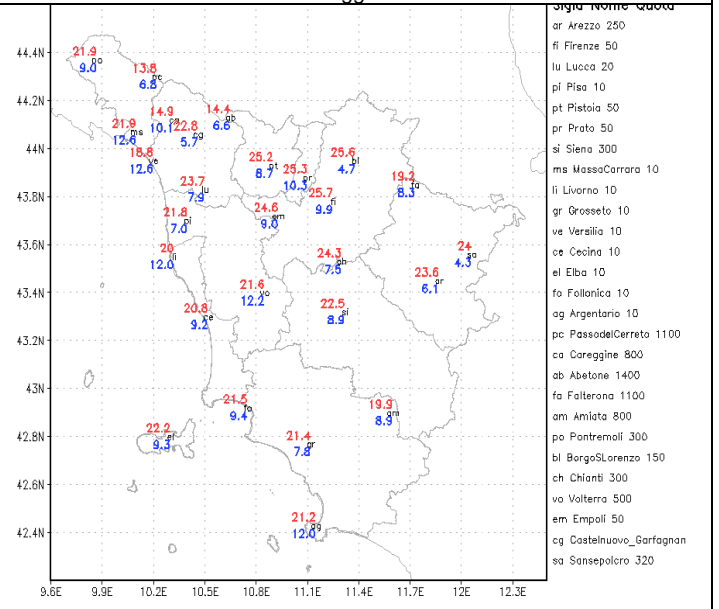 Sigla Nome Quota
ar Arezzo 250
fi Firenze 50
lu Lucca 20
pi Pisa 10
pt Pistoia 50
pr Prato 50
si Siena 300
ms MassaCarrara 10
li Livorno 10
gr Grosseto 10
ve Versilia 10
ce Cecina 10
el Elba 10
fo Follonica 10
ag Argentario 10
pc PassodelCerreto 1100
ca Careggine 800
ab Abetone 1400
fa Falterona 1100
am Amiata 800
po Pontremoli 300
bl BorgoSLorenzo 150
ch Chianti 300
vo Volterra 500
em Empoli 50
cg Castelnuovo_Garfagnan
sa Sansepolcro 320
44.4N
44.2N
44N
43.8N
43.6N
43.4N
43.2N
43N
42.8N
42.6N
42.4N
9.6E 9.9E 10.2E 10.5E 10.8E 11.1E 11.4E 11.7E 12E 12.3E
21.9 po
9.0
13.8 pc
6.8
14.9 ca
10.1
14.4 ab
6.6
21.9 ms
12.6
22.8 cg
5.7
18.8 ve
12.6
25.2 pt
8.7
25.3 pr
10.3
25.6 bl
4.7
19.2 fa
8.3
23.7 lu
7.9
25.7 fi
9.9
21.8 pi
7.0
24.6 em
9.0
20 li
12.0
24.3 ch
7.5
24 sa
4.3
23.6 ar
6.1
21.6 vo
12.2
20.8 ce
9.2
22.5 si
8.9
21.5 fo
9.4
19.9 am
8.9
22.2 el
9.3
21.4 gr
7.8
21.2 ag
12.0